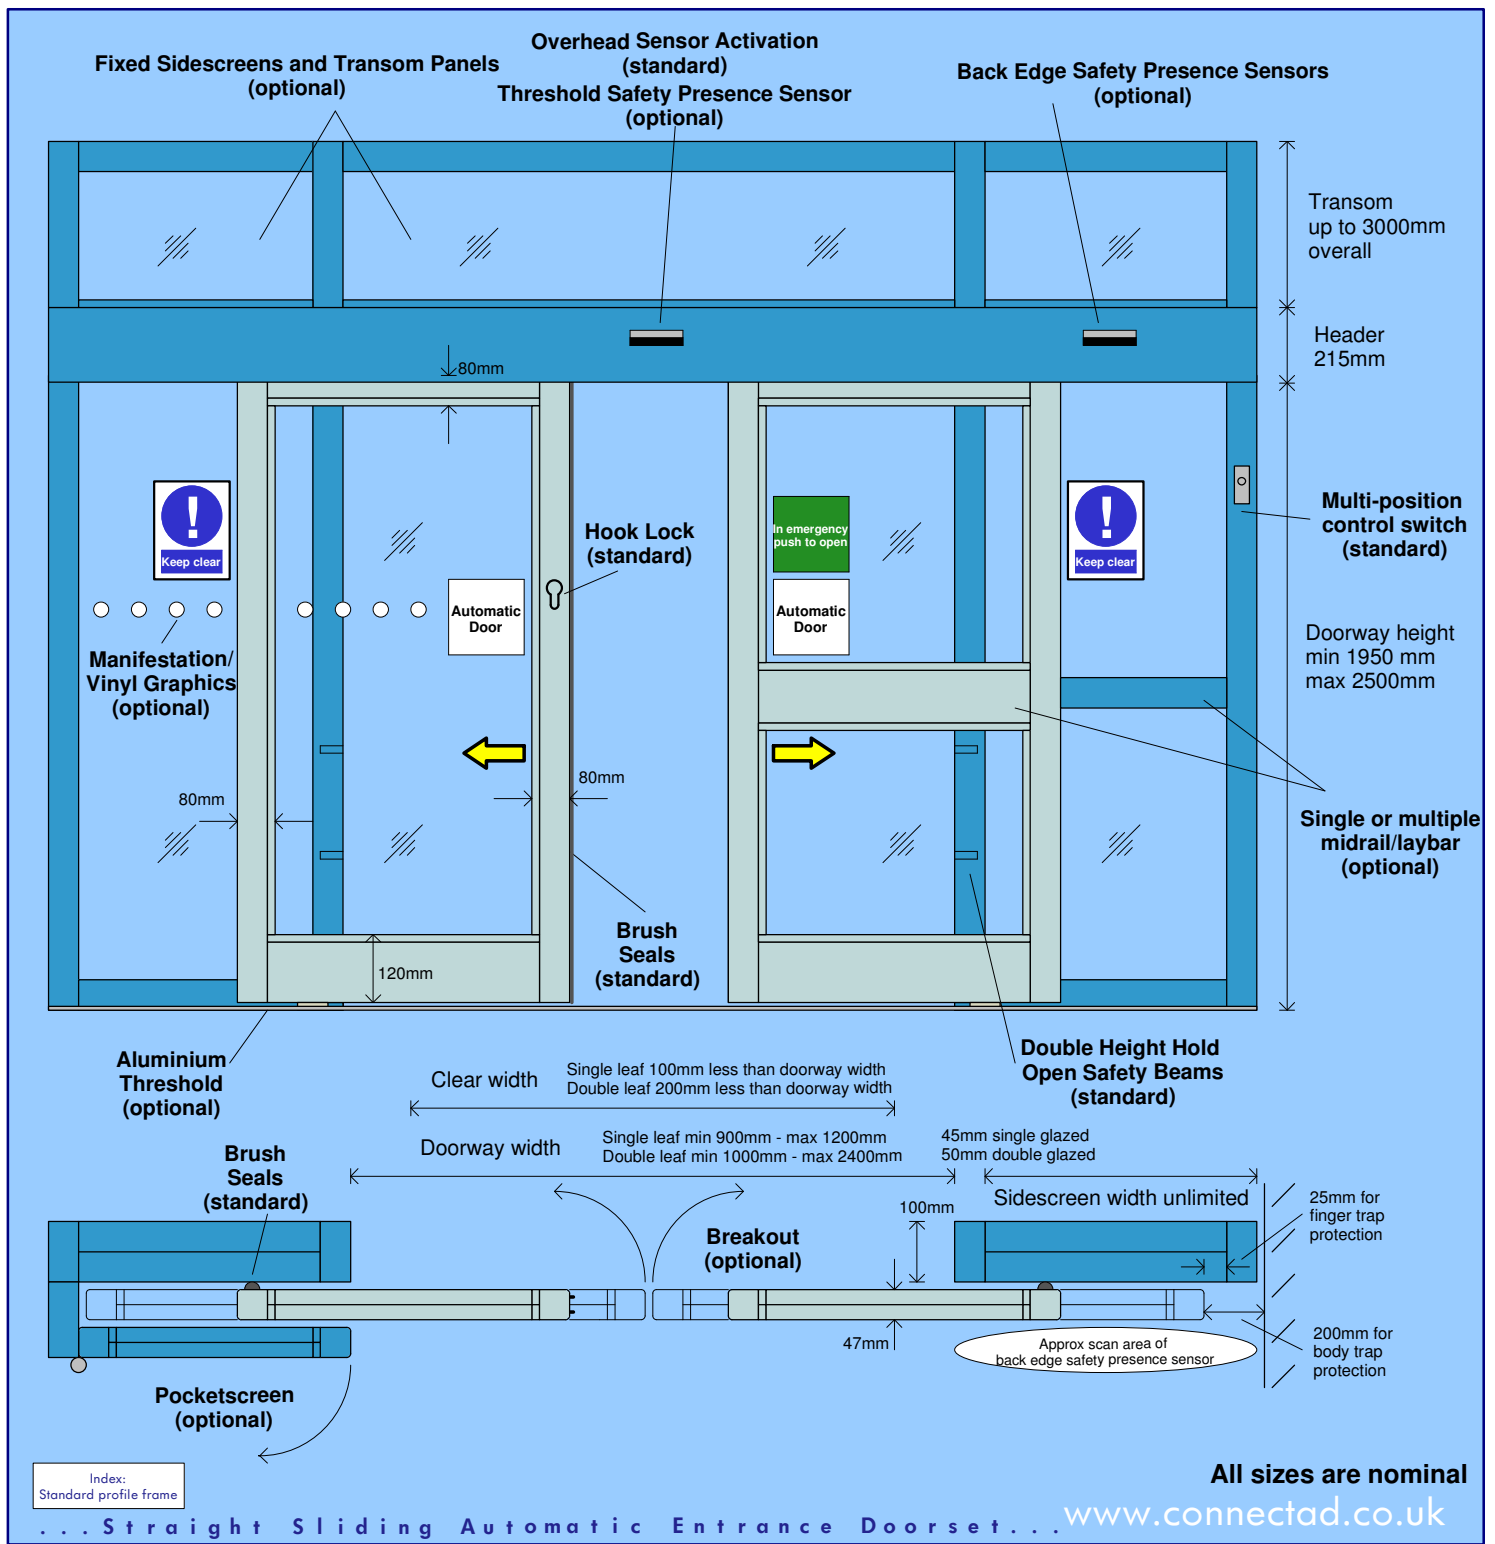 Fixed Sidescreens and Transom Panels
(optional)
Overhead Sensor Activation
(standard)
Threshold Safety Presence Sensor
(optional)
Back Edge Safety Presence Sensors
(optional)
Transom
up to 3000mm
overall
Header
215mm
80mm
Keep clear
Hook Lock
(standard)
In emergency
push to open
Keep clear
Multi-position
control switch
(standard)
Automatic
Door
Automatic
Door
Manifestation/
Vinyl Graphics
(optional)
Doorway height
min 1950 mm
max 2500mm
80mm
80mm
Single or multiple
midrail/laybar
(optional)
Brush
Seals
(standard)
120mm
Aluminium
Threshold
(optional)
Clear width
Single leaf 100mm less than doorway width
Double leaf 200mm less than doorway width
Double Height Hold
Open Safety Beams
(standard)
Doorway width
Single leaf min 900mm - max 1200mm
Double leaf min 1000mm - max 2400mm
45mm single glazed
50mm double glazed
Brush
Seals
(standard)
Sidescreen width unlimited
100mm
25mm for
finger trap
protection
Breakout
(optional)
47mm
Approx scan area of
back edge safety presence sensor
200mm for
body trap
protection
Pocketscreen
(optional)
Index:
Standard profile frame
All sizes are nominal
www.connectad.co.uk
...Straight Sliding Automatic Entrance Doorset...